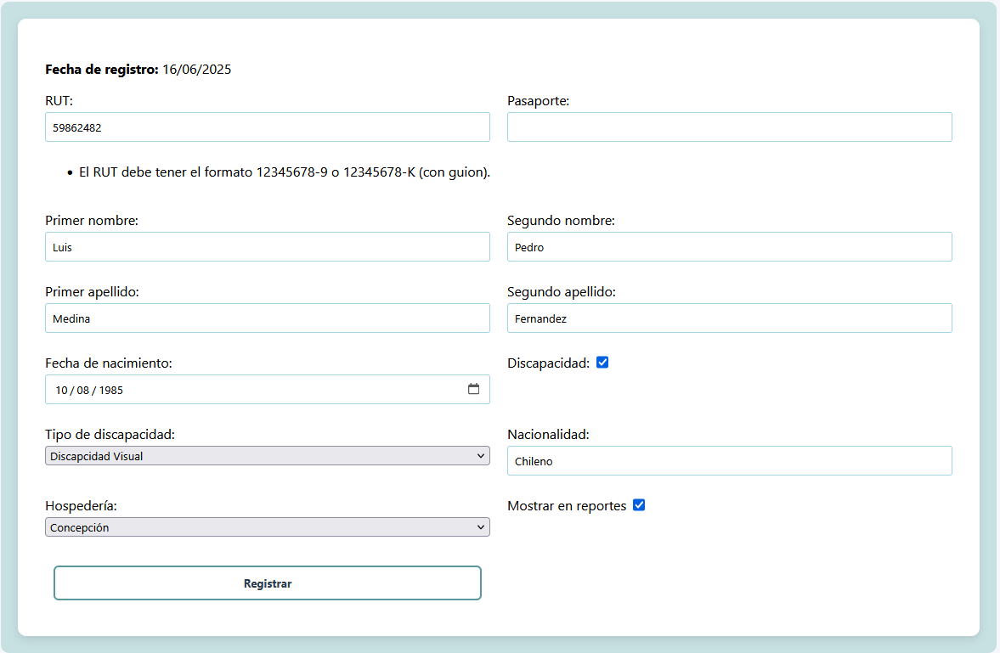 Fecha de registro: 16/06/2025
RUT: Pasaporte:
59862482
• El RUT debe tener el formato 12345678-9 o 12345678-K (con guion).
Primer nombre: Segundo nombre:
Luis Pedro
Primer apellido: Segundo apellido:
Medina Fernandez
Fecha de nacimiento: Discapacidad:
10 / 08 / 1985
Tipo de discapacidad: Nacionalidad:
Discapcidad Visual Chileno
Hospedería: Mostrar en reportes
Concepción
Registrar